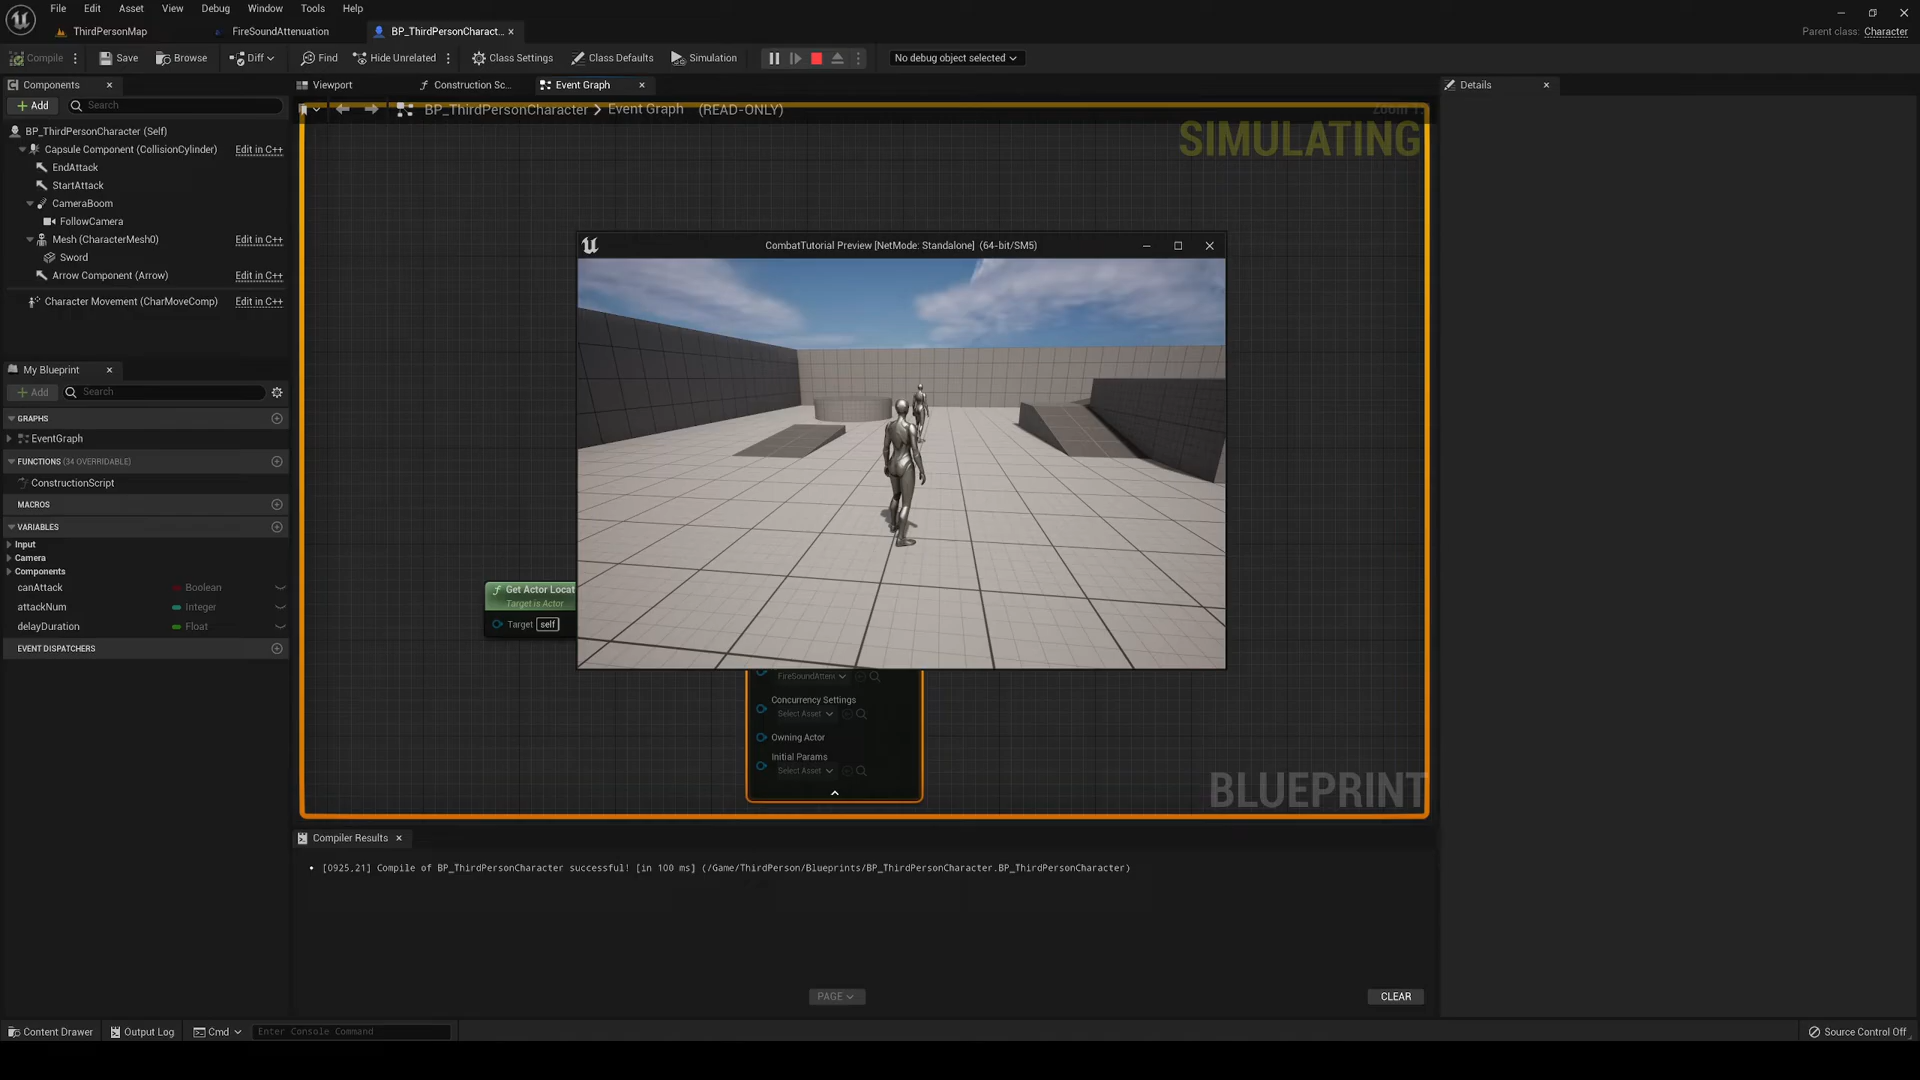 File Edit Asset View Debug Window Tools Help
ThirdPersonMap FireSoundAttenuation BP_ThirdPersonCharact...
Parent class: Character
Compile Save Browse Diff Find Hide Unrelated Class Settings Class Defaults Simulation No debug object selected
Components
Add Search
BP_ThirdPersonCharacter (Self)
Capsule Component (CollisionCylinder) Edit in C++
EndAttack
StartAttack
CameraBoom
FollowCamera
Mesh (CharacterMesh0) Edit in C++
Sword
Arrow Component (Arrow) Edit in C++
Character Movement (CharMoveComp) Edit in C++
My Blueprint
Add Search
GRAPHS
EventGraph
FUNCTIONS (34 OVERRIDABLE)
ConstructionScript
MACROS
VARIABLES
Input
Camera
Components
canAttack Boolean
attackNum Integer
delayDuration Float
EVENT DISPATCHERS
Viewport Construction Sc... Event Graph
BP_ThirdPersonCharacter > Event Graph (READ-ONLY)
SIMULATING
CombatTutorial Preview [NetMode: Standalone] (64-bit/SM5)
Get Actor Locat
Target is Actor
Target self
FireSoundAtten
Concurrency Settings
Select Asset
Owning Actor
Initial Params
Select Asset
BLUEPRINT
Compiler Results
[0925,21] Compile of BP_ThirdPersonCharacter successful! [in 100 ms] (/Game/ThirdPerson/Blueprints/BP_ThirdPersonCharacter.BP_ThirdPersonCharacter)
PAGE
CLEAR
Details
Content Drawer Output Log Cmd Enter Console Command
Source Control Off